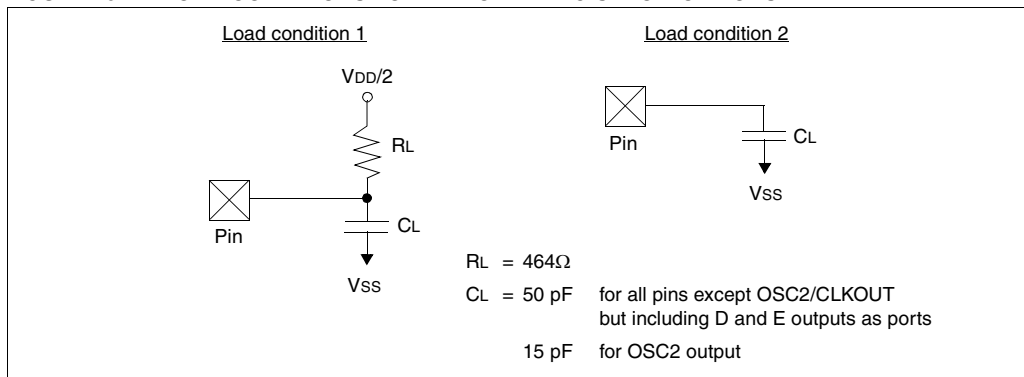 Load condition 1
Load condition 2
VDD/2
RL
Pin
CL
VSS
Pin
CL
VSS
RL = 464Ω
CL = 50 pF for all pins except OSC2/CLKOUT
but including D and E outputs as ports
15 pF for OSC2 output